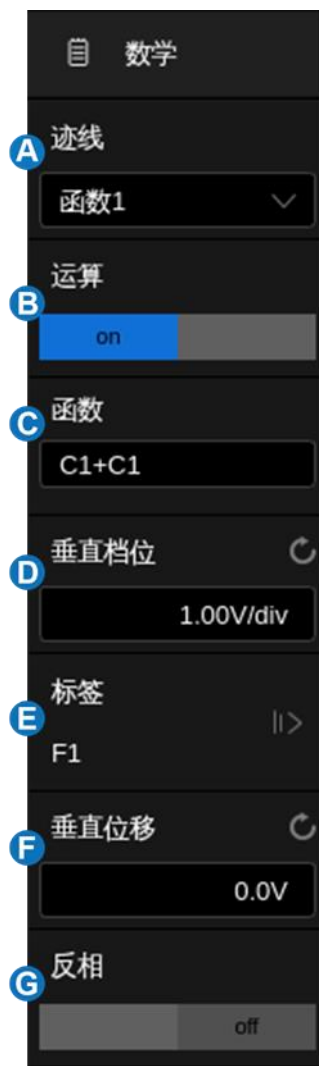 数学
A 迹线
函数1
B 运算
on
C 函数
C1+C1
D 垂直档位
1.00V/div
E 标签
F1
F 垂直位移
0.0V
G 反相
off